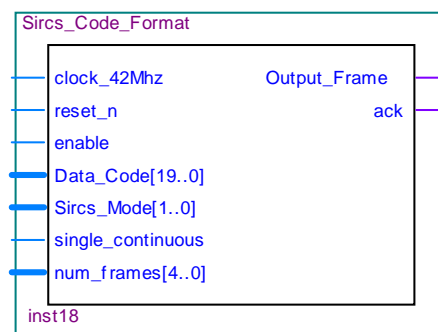 Sircs_Code_Format
clock_42Mhz Output_Frame
reset_n ack
enable
Data_Code[19..0]
Sircs_Mode[1..0]
single_continuous
num_frames[4..0]
inst18